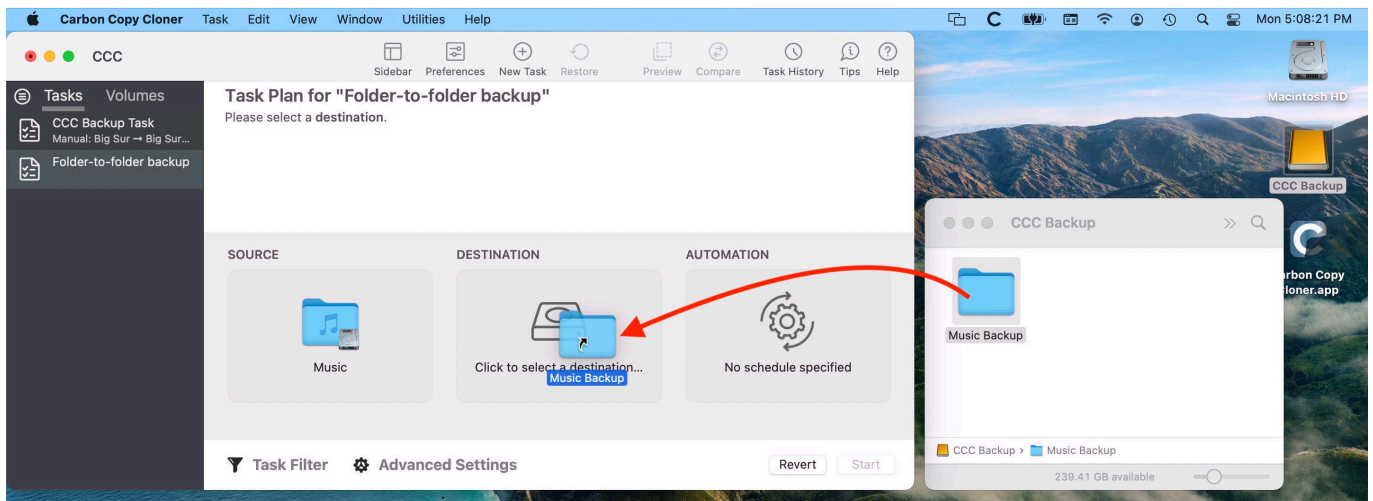 Carbon Copy Cloner Task Edit View Window Utilities Help Mon 5:08:21 PM
CCC
Sidebar Preferences New Task Restore Preview Compare Task History Tips Help
Tasks Volumes
CCC Backup Task
Manual: Big Sur → Big Sur...
Folder-to-folder backup
Task Plan for "Folder-to-folder backup"
Please select a destination.
SOURCE DESTINATION AUTOMATION
Music
Click to select a destination...
Music Backup
No schedule specified
Task Filter Advanced Settings Revert Start
Macintosh HD
CCC Backup
CCC Backup
Music Backup
CCC Backup › Music Backup
239.41 GB available
rbon Copy
loner.app